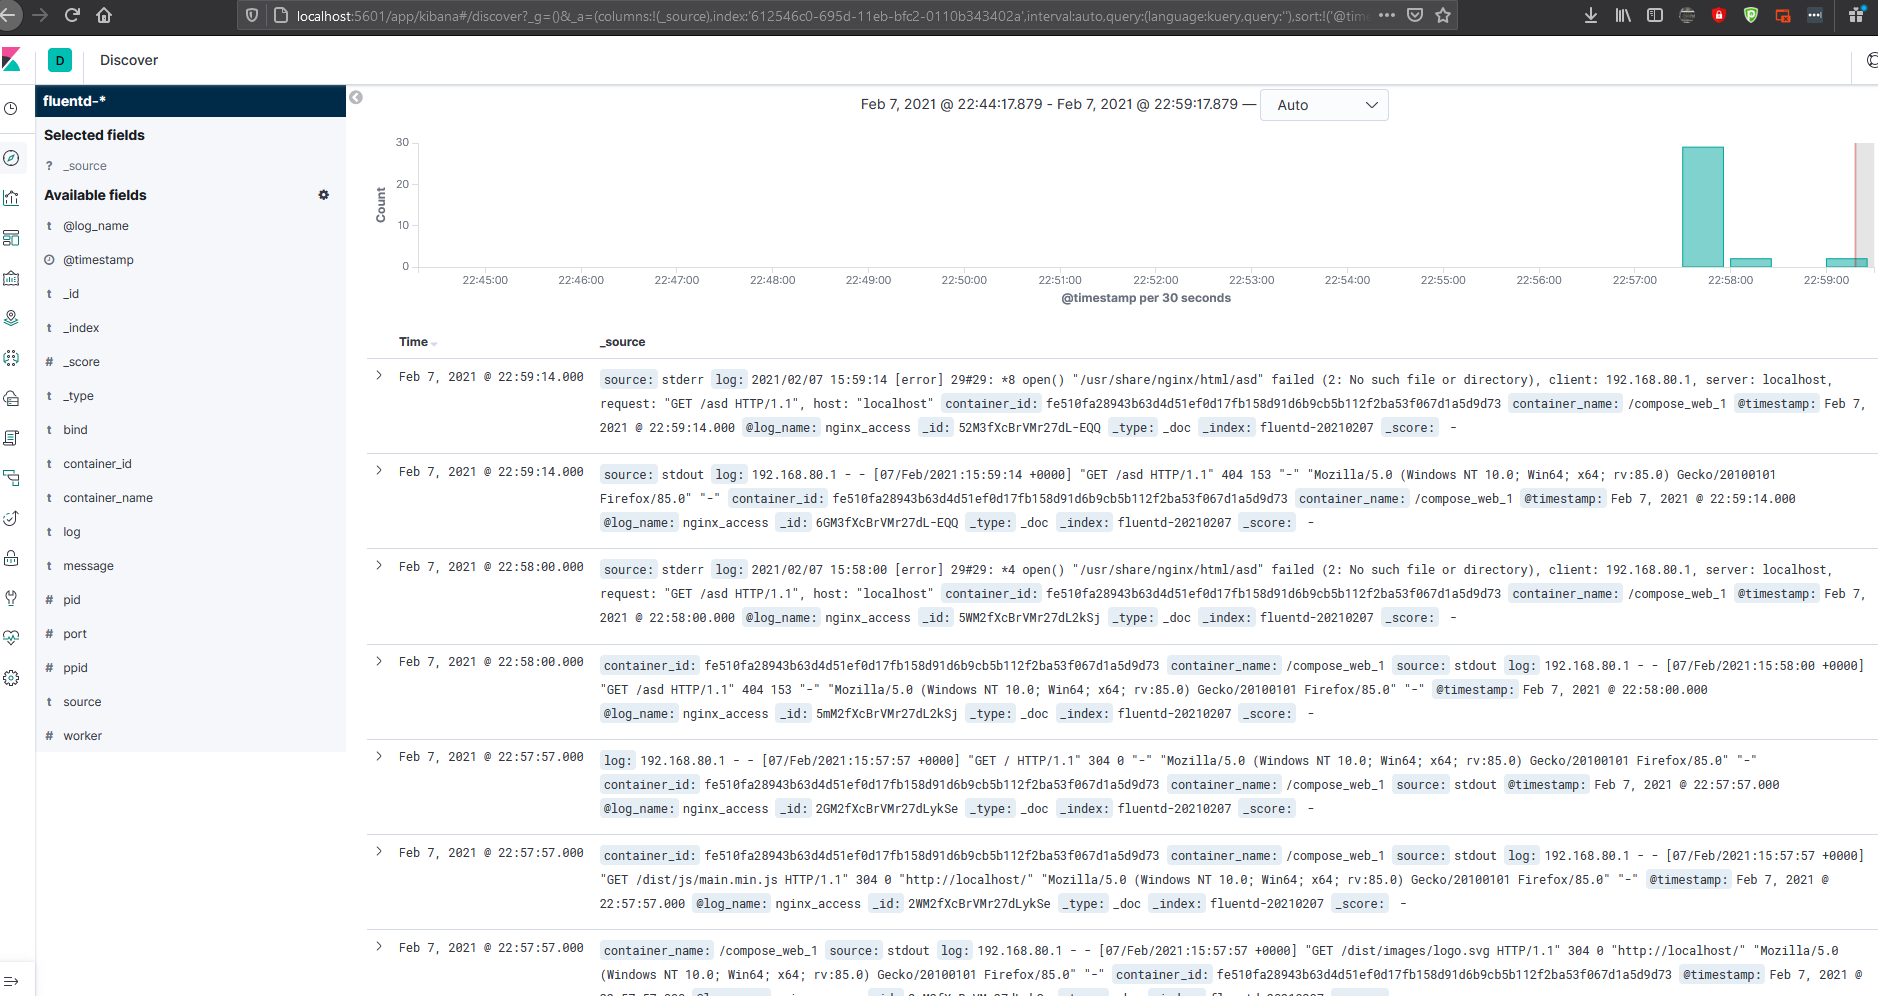 localhost:5601/app/kibana#/discover?_g=()&_a=(columns:!(_source),index:'612546c0-695d-11eb-bfc2-0110b343402a',interval:auto,query:(language:kuery,query:''),sort:!('@time
D Discover
fluentd-*
Selected fields
? _source
Available fields
t @log_name
@timestamp
t _id
t _index
# _score
t _type
t bind
t container_id
t container_name
t log
t message
# pid
# port
# ppid
t source
# worker
Feb 7, 2021 @ 22:44:17.879 - Feb 7, 2021 @ 22:59:17.879 — Auto
30
20
10
0
Count
22:45:00 22:46:00 22:47:00 22:48:00 22:49:00 22:50:00 22:51:00 22:52:00 22:53:00 22:54:00 22:55:00 22:56:00 22:57:00 22:58:00 22:59:00
@timestamp per 30 seconds
Time _source
Feb 7, 2021 @ 22:59:14.000 source: stderr log: 2021/02/07 15:59:14 [error] 29#29: *8 open() "/usr/share/nginx/html/asd" failed (2: No such file or directory), client: 192.168.80.1, server: localhost,
request: "GET /asd HTTP/1.1", host: "localhost" container_id: fe510fa28943b63d4d51ef0d17fb158d91d6b9cb5b112f2ba53f067d1a5d9d73 container_name: /compose_web_1 @timestamp: Feb 7,
2021 @ 22:59:14.000 @log_name: nginx_access _id: 52M3fXcBrVMr27dL-EQQ _type: _doc _index: fluentd-20210207 _score: -
Feb 7, 2021 @ 22:59:14.000 source: stdout log: 192.168.80.1 - - [07/Feb/2021:15:59:14 +0000] "GET /asd HTTP/1.1" 404 153 "-" "Mozilla/5.0 (Windows NT 10.0; Win64; x64; rv:85.0) Gecko/20100101
Firefox/85.0" "-" container_id: fe510fa28943b63d4d51ef0d17fb158d91d6b9cb5b112f2ba53f067d1a5d9d73 container_name: /compose_web_1 @timestamp: Feb 7, 2021 @ 22:59:14.000
@log_name: nginx_access _id: 6GM3fXcBrVMr27dL-EQQ _type: _doc _index: fluentd-20210207 _score: -
Feb 7, 2021 @ 22:58:00.000 source: stderr log: 2021/02/07 15:58:00 [error] 29#29: *4 open() "/usr/share/nginx/html/asd" failed (2: No such file or directory), client: 192.168.80.1, server: localhost,
request: "GET /asd HTTP/1.1", host: "localhost" container_id: fe510fa28943b63d4d51ef0d17fb158d91d6b9cb5b112f2ba53f067d1a5d9d73 container_name: /compose_web_1 @timestamp: Feb 7,
2021 @ 22:58:00.000 @log_name: nginx_access _id: 5WM2fXcBrVMr27dL2kSj _type: _doc _index: fluentd-20210207 _score: -
Feb 7, 2021 @ 22:58:00.000 container_id: fe510fa28943b63d4d51ef0d17fb158d91d6b9cb5b112f2ba53f067d1a5d9d73 container_name: /compose_web_1 source: stdout log: 192.168.80.1 - - [07/Feb/2021:15:58:00 +0000]
"GET /asd HTTP/1.1" 404 153 "-" "Mozilla/5.0 (Windows NT 10.0; Win64; x64; rv:85.0) Gecko/20100101 Firefox/85.0" "-" @timestamp: Feb 7, 2021 @ 22:58:00.000
@log_name: nginx_access _id: 5mM2fXcBrVMr27dL2kSj _type: _doc _index: fluentd-20210207 _score: -
Feb 7, 2021 @ 22:57:57.000 log: 192.168.80.1 - - [07/Feb/2021:15:57:57 +0000] "GET / HTTP/1.1" 304 0 "-" "Mozilla/5.0 (Windows NT 10.0; Win64; x64; rv:85.0) Gecko/20100101 Firefox/85.0" "-"
container_id: fe510fa28943b63d4d51ef0d17fb158d91d6b9cb5b112f2ba53f067d1a5d9d73 container_name: /compose_web_1 source: stdout @timestamp: Feb 7, 2021 @ 22:57:57.000
@log_name: nginx_access _id: 2GM2fXcBrVMr27dLykSe _type: _doc _index: fluentd-20210207 _score: -
Feb 7, 2021 @ 22:57:57.000 container_id: fe510fa28943b63d4d51ef0d17fb158d91d6b9cb5b112f2ba53f067d1a5d9d73 container_name: /compose_web_1 source: stdout log: 192.168.80.1 - - [07/Feb/2021:15:57:57 +0000]
"GET /dist/js/main.min.js HTTP/1.1" 304 0 "http://localhost/" "Mozilla/5.0 (Windows NT 10.0; Win64; x64; rv:85.0) Gecko/20100101 Firefox/85.0" "-" @timestamp: Feb 7, 2021 @
22:57:57.000 @log_name: nginx_access _id: 2WM2fXcBrVMr27dLykSe _type: _doc _index: fluentd-20210207 _score: -
Feb 7, 2021 @ 22:57:57.000 container_name: /compose_web_1 source: stdout log: 192.168.80.1 - - [07/Feb/2021:15:57:57 +0000] "GET /dist/images/logo.svg HTTP/1.1" 304 0 "http://localhost/" "Mozilla/5.0
(Windows NT 10.0; Win64; x64; rv:85.0) Gecko/20100101 Firefox/85.0" "-" container_id: fe510fa28943b63d4d51ef0d17fb158d91d6b9cb5b112f2ba53f067d1a5d9d73 @timestamp: Feb 7, 2021 @